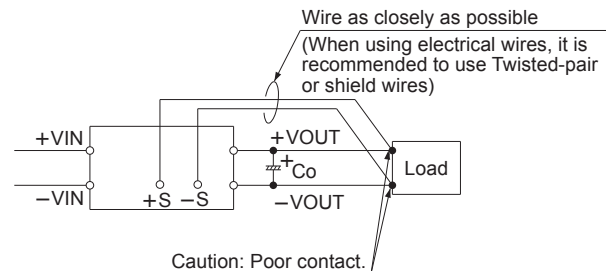 Wire as closely as possible
(When using electrical wires, it is
recommended to use Twisted-pair
or shield wires)
+VIN
+VOUT
+
Co
Load
−VIN
+S −S
−VOUT
Caution: Poor contact.